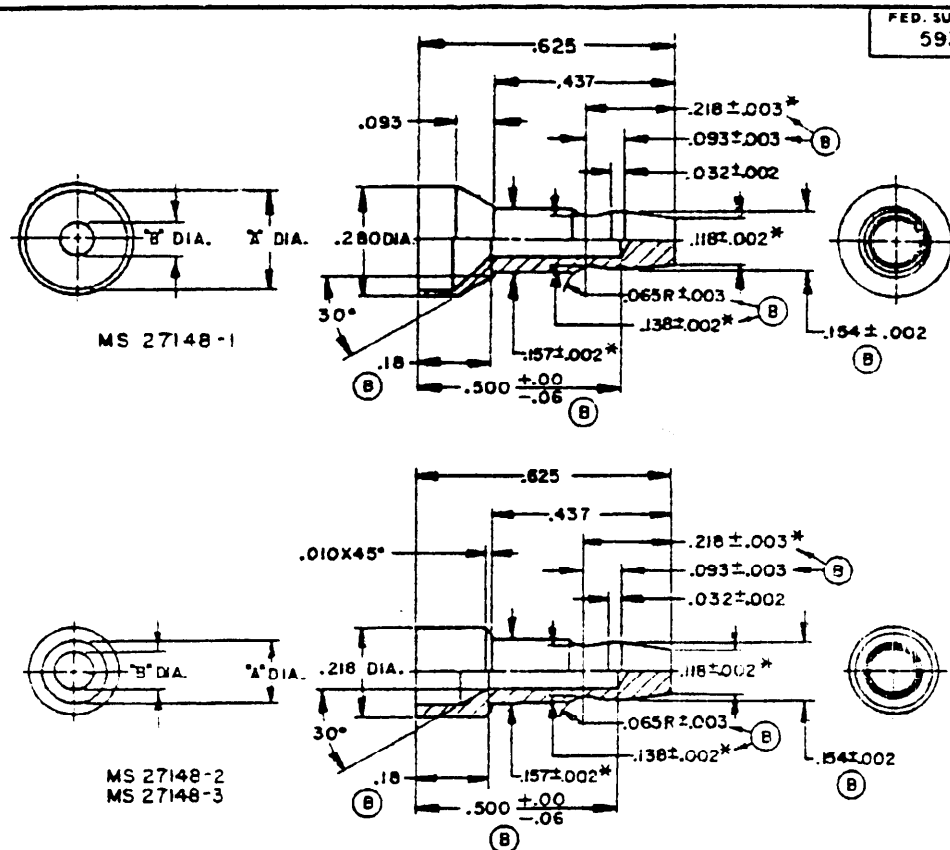 FED. SU
59
.625
.437
.218±.003*
.093
.093±.003
B
.032±.002
"B" DIA.
"A" DIA.
.280 DIA.
.118±.002*
30°
.065R±.003
B
.138±.002*
.154±.002
B
MS 27148-1
.18
.157±.002*
B
.500 +.00
-.06
B
.625
.437
.218±.003*
.010X45°
.093±.003
B
.032±.002
"B" DIA.
"A" DIA.
.218 DIA.
.118±.002*
30°
.065R±.003
B
.138±.002*
.154±.002
B
MS 27148-2
MS 27148-3
.18
.157±.002*
B
.500 +.00
-.06
B